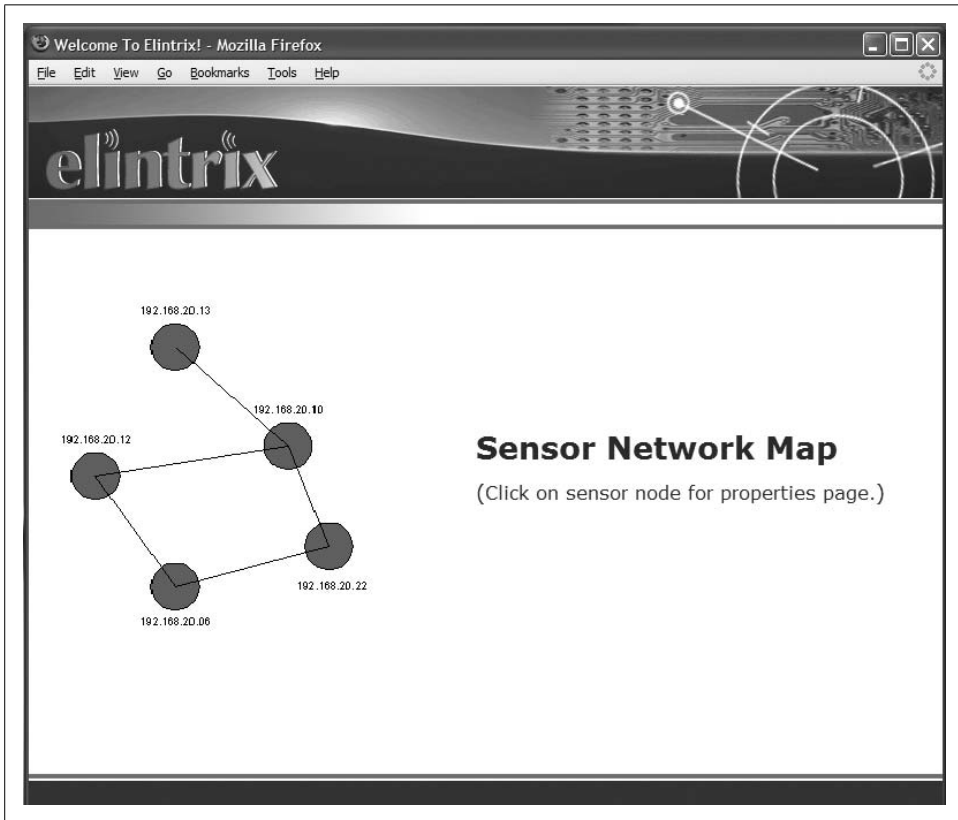 Welcome To Elintrix! - Mozilla Firefox
File Edit View Go Bookmarks Tools Help
elintrix
192.168.20.13
192.168.20.10
192.168.20.12
Sensor Network Map
(Click on sensor node for properties page.)
192.168.20.22
192.168.20.06